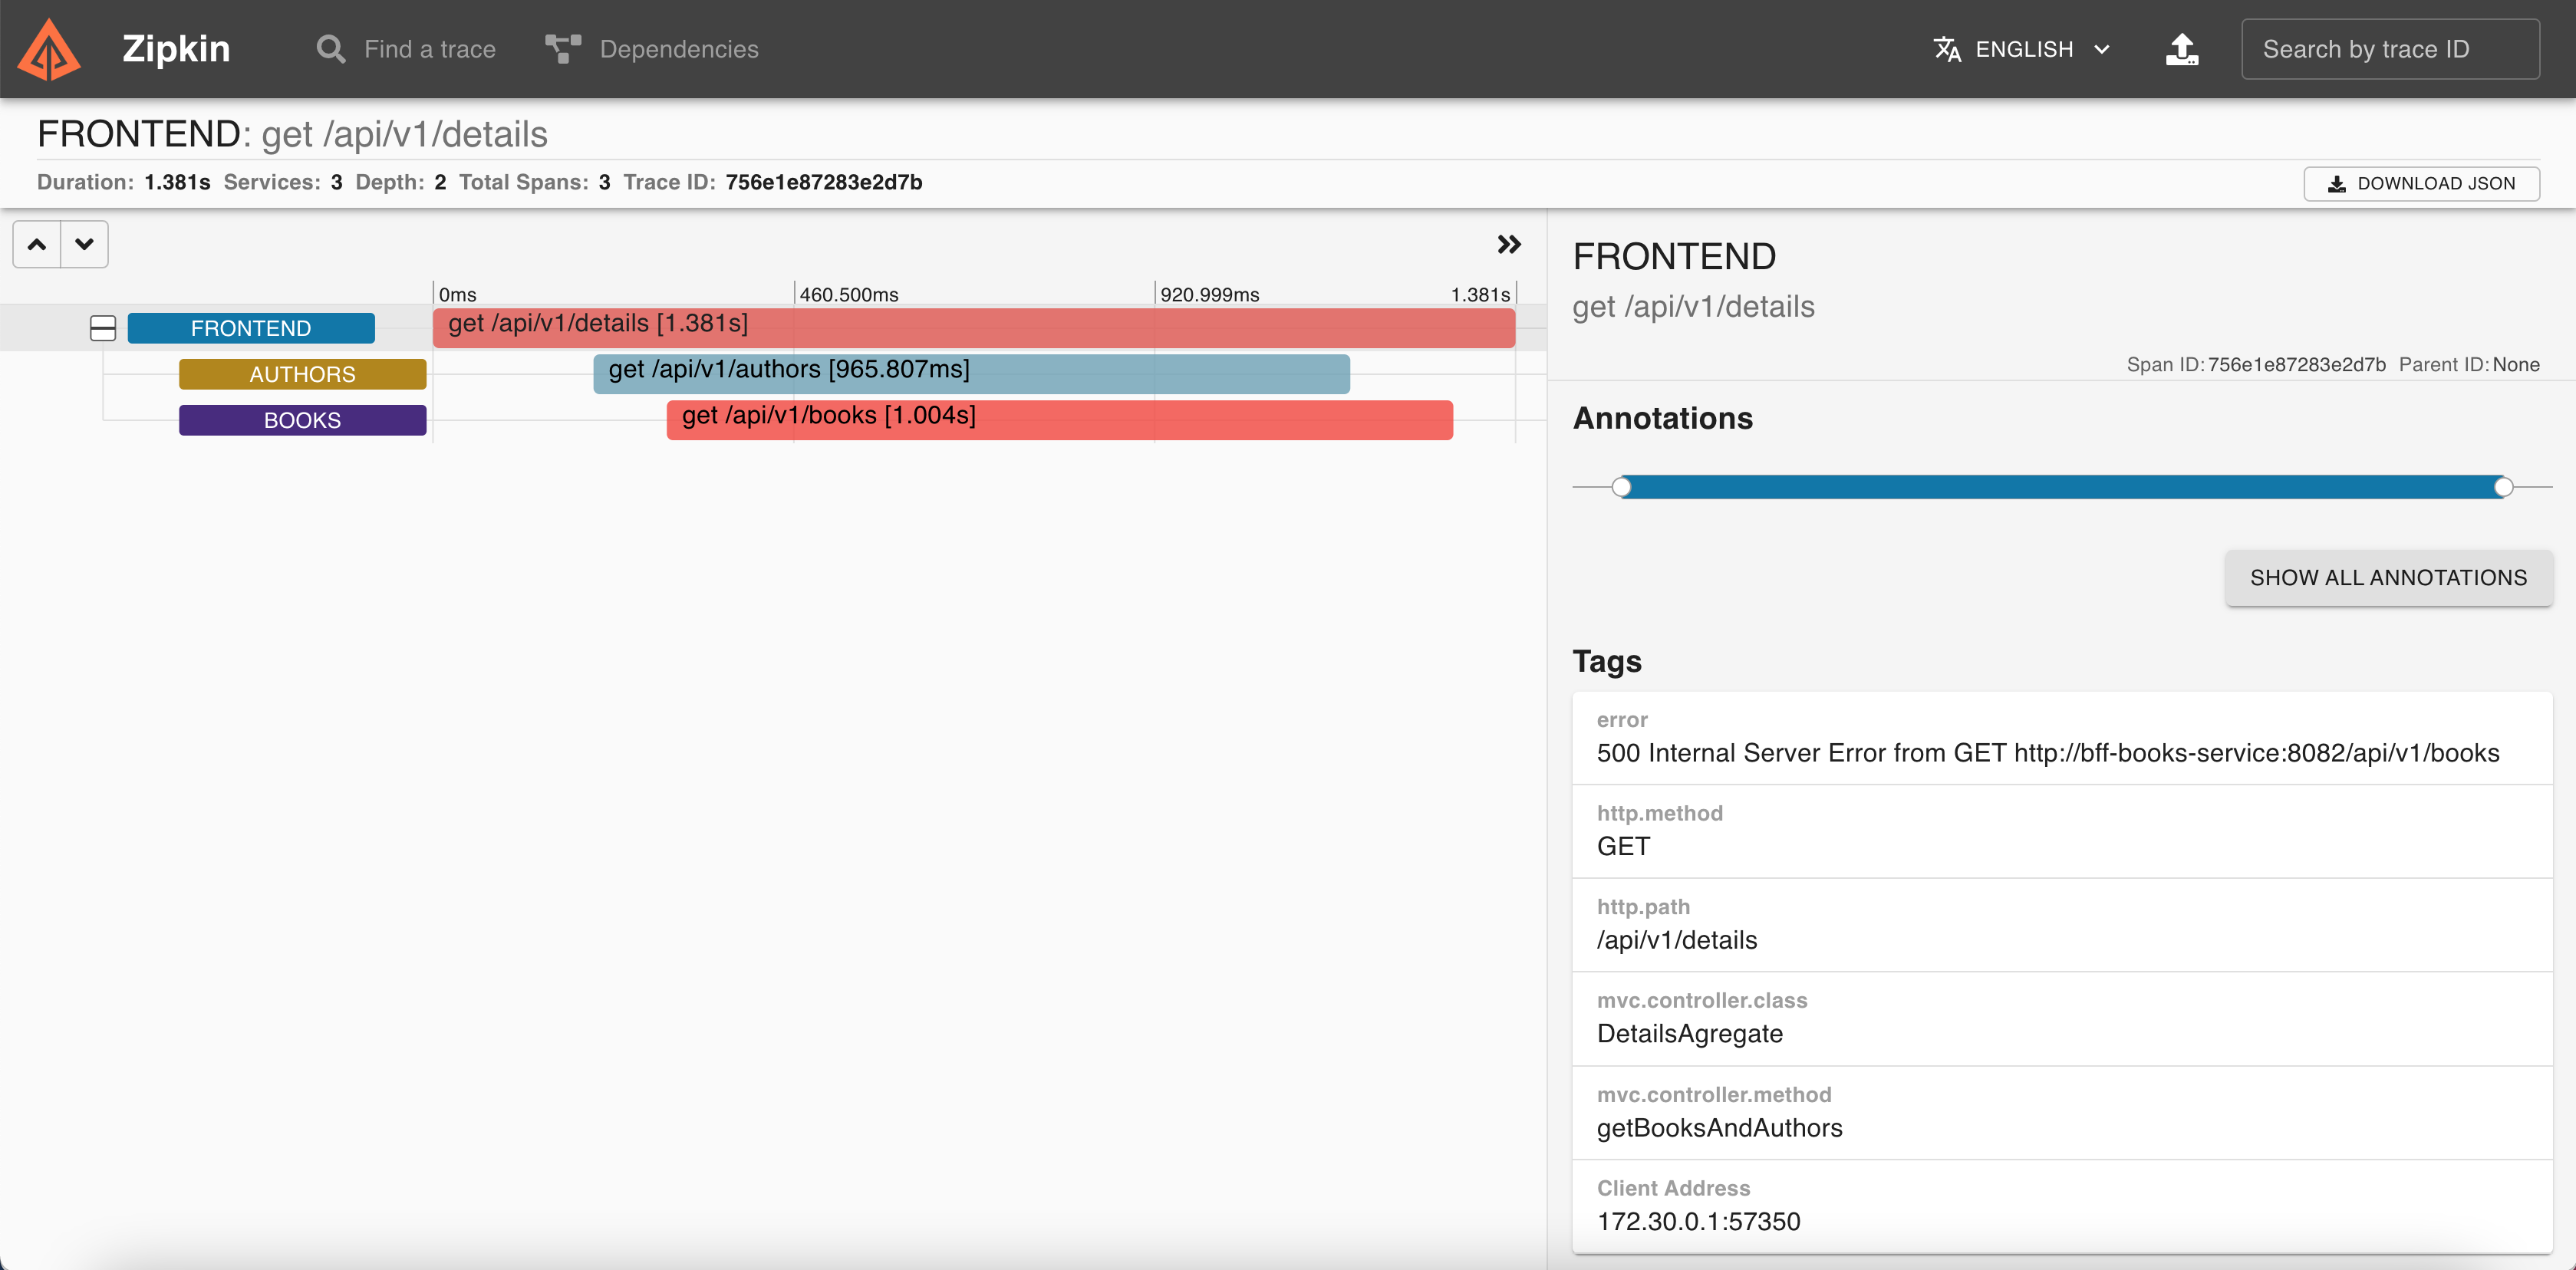 Zipkin
Find a trace
Dependencies
ENGLISH
Search by trace ID
FRONTEND: get /api/v1/details
Duration: 1.381s Services: 3 Depth: 2 Total Spans: 3 Trace ID: 756e1e87283e2d7b
DOWNLOAD JSON
0ms
460.500ms
920.999ms
1.381s
FRONTEND
get /api/v1/details [1.381s]
AUTHORS
get /api/v1/authors [965.807ms]
BOOKS
get /api/v1/books [1.004s]
FRONTEND
get /api/v1/details
Span ID: 756e1e87283e2d7b Parent ID: None
Annotations
SHOW ALL ANNOTATIONS
Tags
error
500 Internal Server Error from GET http://bff-books-service:8082/api/v1/books
http.method
GET
http.path
/api/v1/details
mvc.controller.class
DetailsAgregate
mvc.controller.method
getBooksAndAuthors
Client Address
172.30.0.1:57350